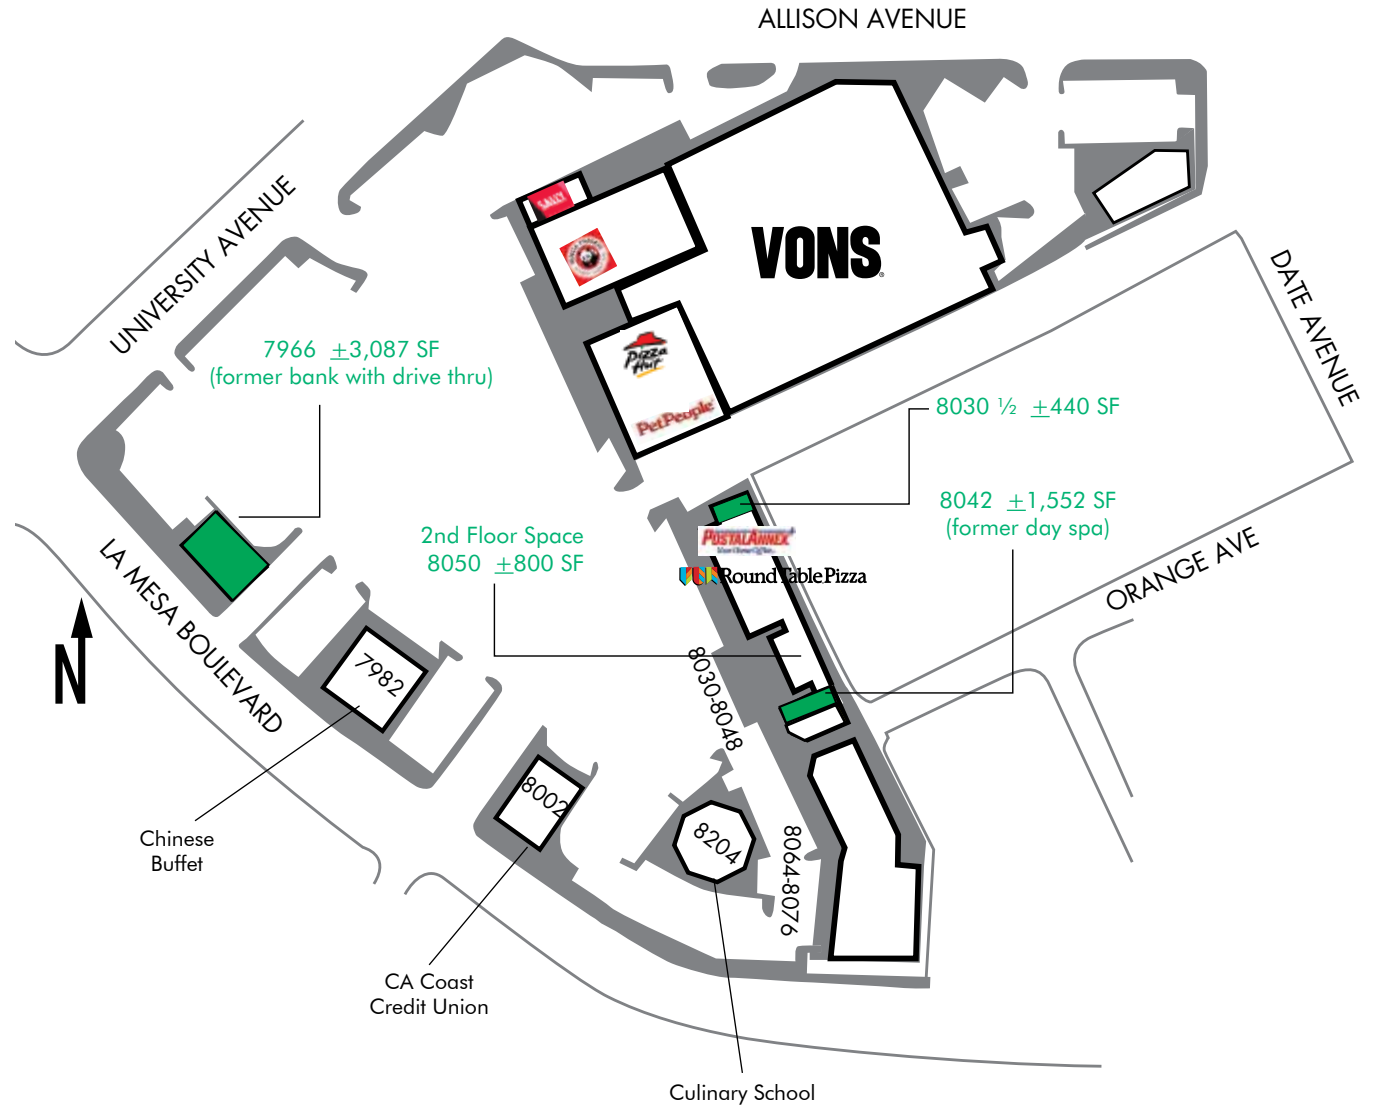 ALLISON AVENUE
UNIVERSITY AVENUE
SALLY
VONS
DATE AVENUE
7966 ±3,087 SF
(former bank with drive thru)
Pizza
Hut
PetPeople
8030 ½ ±440 SF
8042 ±1,552 SF
(former day spa)
2nd Floor Space
8050 ±800 SF
POSTALANNEX
RoundTablePizza
ORANGE AVE
LA MESA BOULEVARD
N
7982
8030-8048
8002
8204
8064-8076
Chinese
Buffet
CA Coast
Credit Union
Culinary School